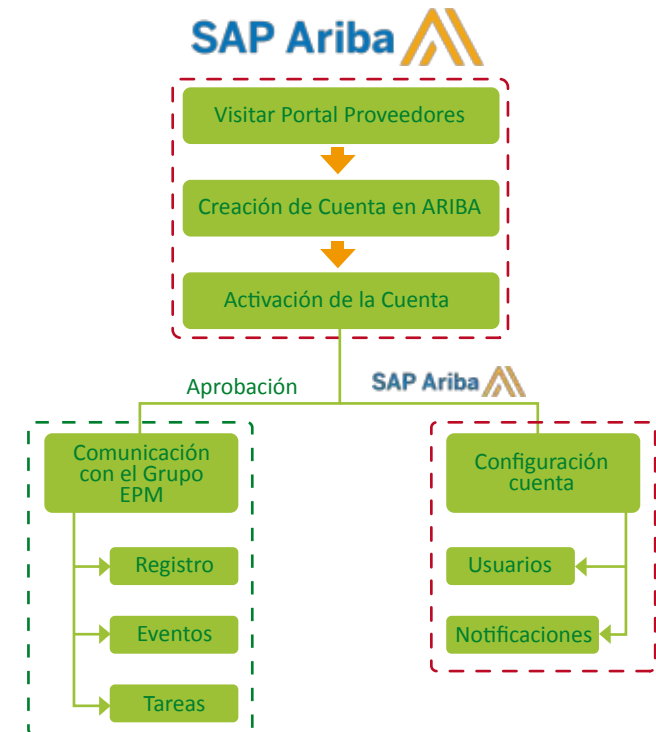 SAP Ariba
Visitar Portal Proveedores
Creación de Cuenta en ARIBA
Activación de la Cuenta
Aprobación
SAP Ariba
Comunicación
con el Grupo
EPM
Registro
Eventos
Tareas
Configuración
cuenta
Usuarios
Notificaciones